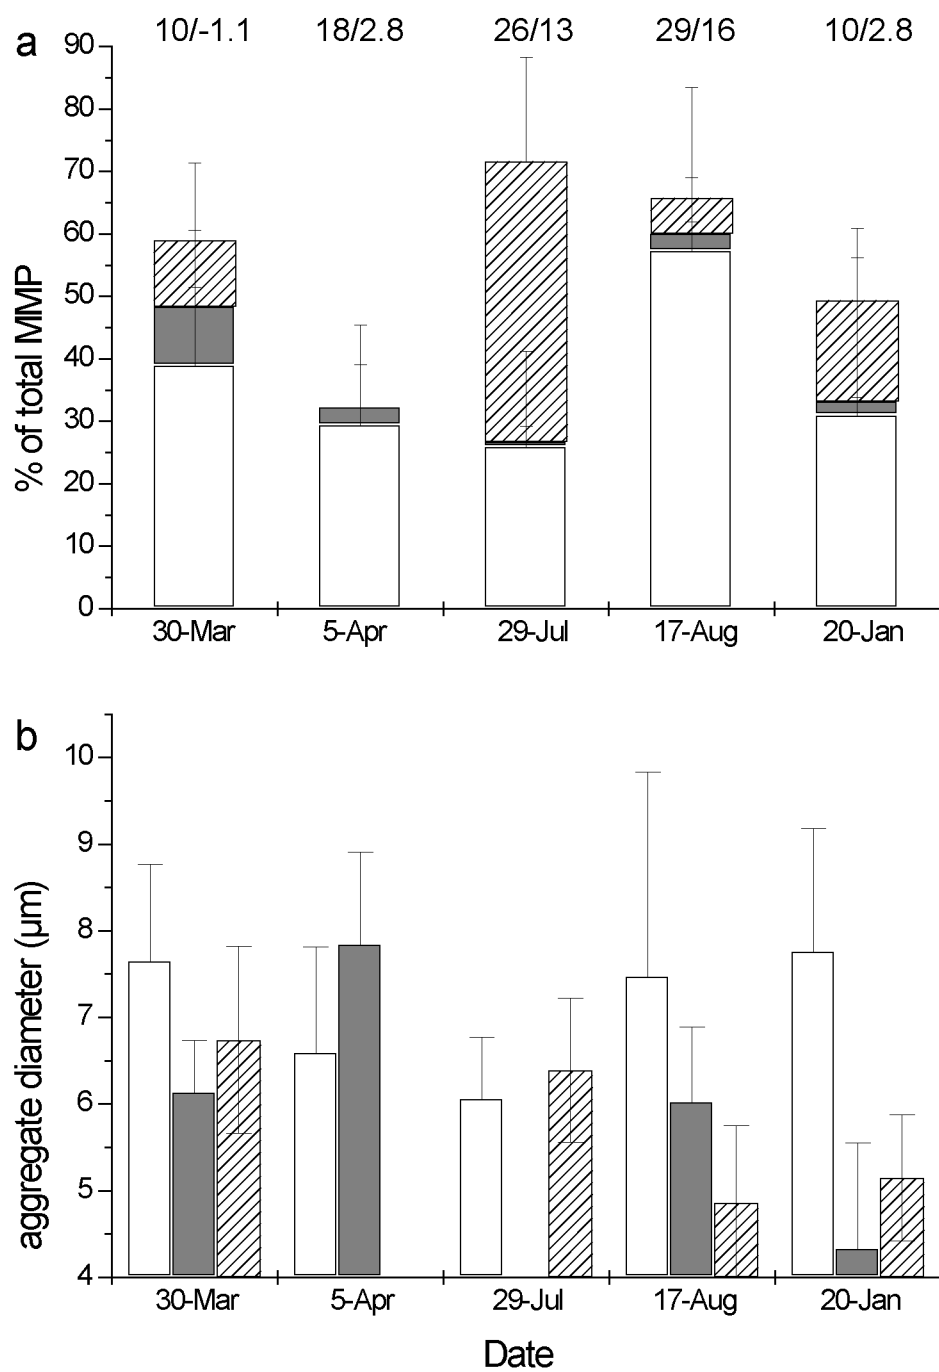 a
10/-1.1 18/2.8 26/13 29/16 10/2.8
90
80
70
60
50
40
30
20
10
0
% of total MMP
30-Mar 5-Apr 29-Jul 17-Aug 20-Jan
b
10
9
8
7
6
5
4
aggregate diameter (µm)
30-Mar 5-Apr 29-Jul 17-Aug 20-Jan
Date